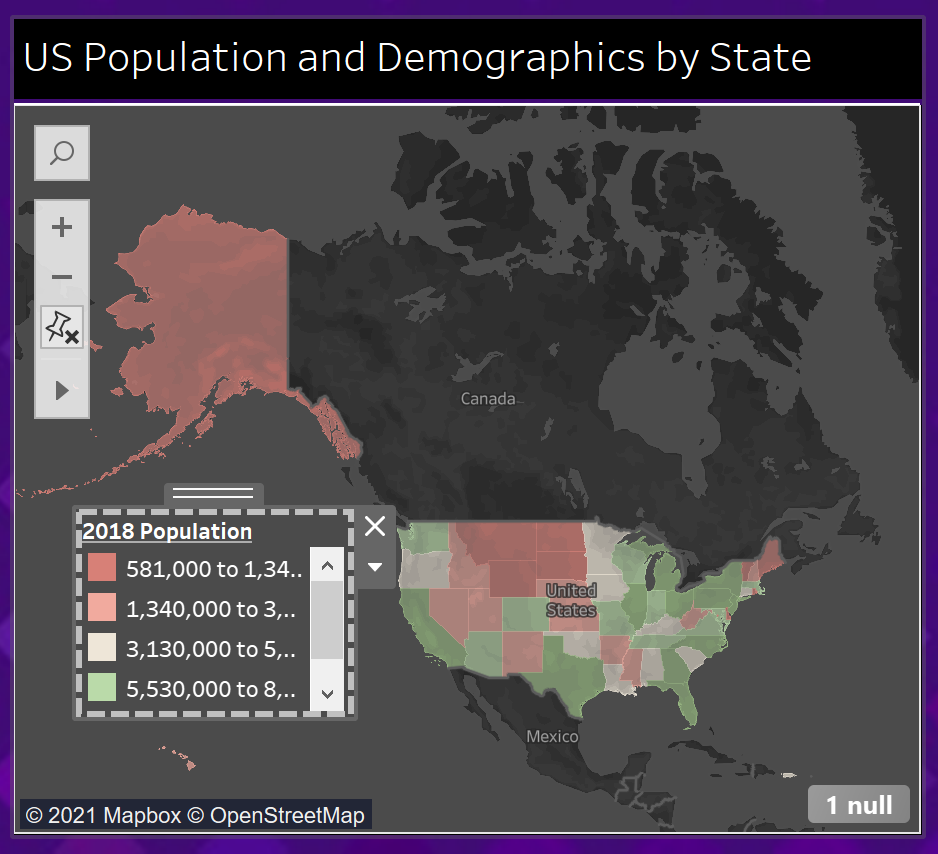 US Population and Demographics by State
Canada
2018 Population
581,000 to 1,34..
1,340,000 to 3,..
3,130,000 to 5,..
5,530,000 to 8,..
United
States
Mexico
1 null
© 2021 Mapbox © OpenStreetMap